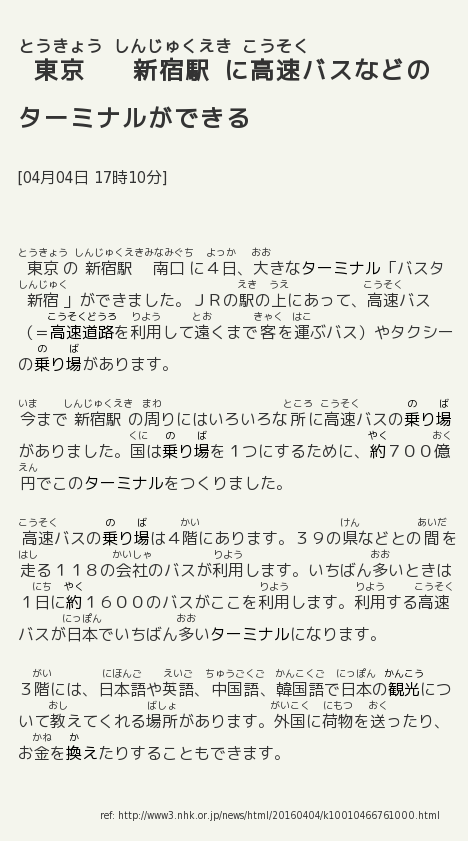 とうきょう しんじゅくえき こうそく
東京 新宿駅 に高速バスなどの
ターミナルができる
[04月04日 17時10分]
とうきょう しんじゅくえきみなみぐち よっか おお
東京 の 新宿駅 南口 に４日、大きなターミナル「バスタ
しんじゅく えき うえ こうそく
新宿 」ができました。ＪＲの駅の上にあって、高速バス
こうそくどうろ りよう とお きゃく はこ
（＝高速道路を利用して遠くまで客を運ぶバス）やタクシー
の ば
の乗り場があります。
いま しんじゅくえき まわ ところ こうそく の ば
今まで 新宿駅 の周りにはいろいろな所に高速バスの乗り場
くに の ば やく おく
がありました。国は乗り場を１つにするために、約７００億
えん
円でこのターミナルをつくりました。
こうそく の ば かい けん あいだ
高速バスの乗り場は４階にあります。３９の県などとの間を
はし かいしゃ りよう おお
走る１１８の会社のバスが利用します。いちばん多いときは
にち やく りよう りよう こうそく
１日に約１６００のバスがここを利用します。利用する高速
にっぽん おお
バスが日本でいちばん多いターミナルになります。
がい にほんご えいご ちゅうごくご かんこくご にっぽん かんこう
３階には、日本語や英語、中国語、韓国語で日本の観光につ
おし ばしょ がいこく にもつ おく
いて教えてくれる場所があります。外国に荷物を送ったり、
かね か
お金を換えたりすることもできます。
ref: http://www3.nhk.or.jp/news/html/20160404/k10010466761000.html